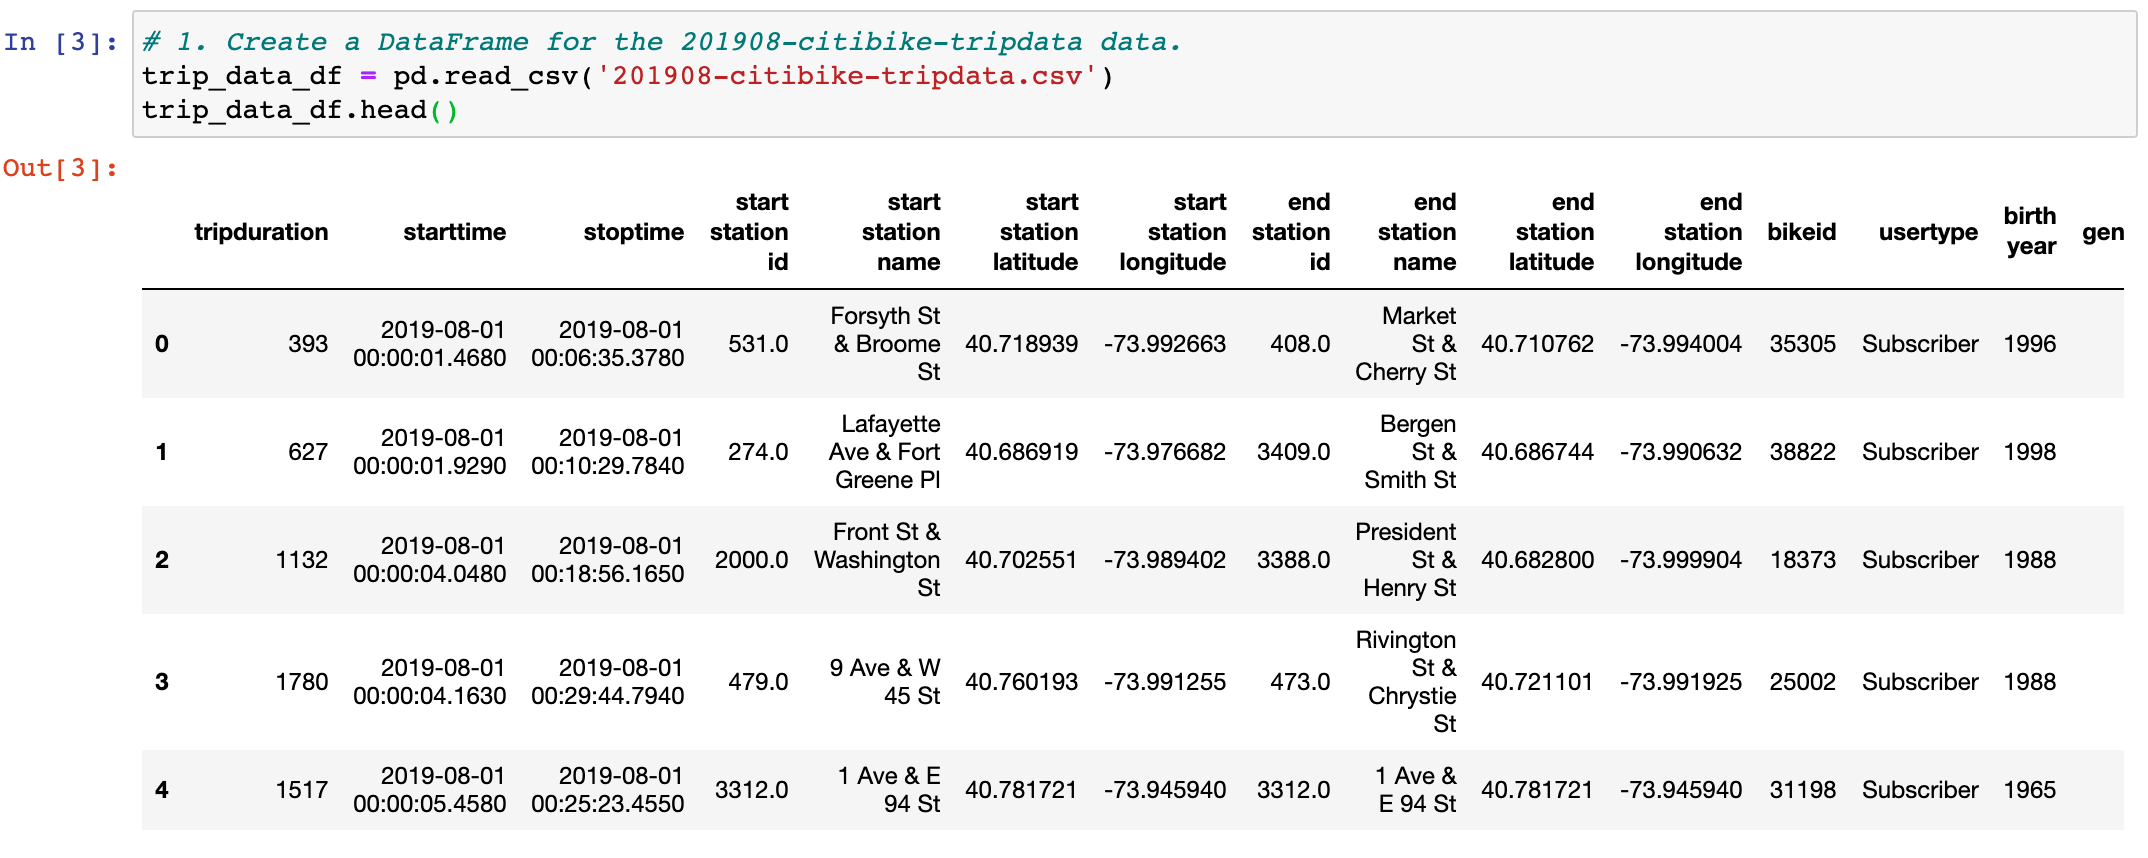 In [3]: # 1. Create a DataFrame for the 201908-citibike-tripdata data.
trip_data_df = pd.read_csv('201908-citibike-tripdata.csv')
trip_data_df.head()
Out[3]:
tripduration starttime stoptime start station id start station name start station latitude start station longitude end station id end station name end station latitude end station longitude bikeid usertype birth year gen
0 393 2019-08-01 00:00:01.4680 2019-08-01 00:06:35.3780 531.0 Forsyth St & Broome St 40.718939 -73.992663 408.0 Market St & Cherry St 40.710762 -73.994004 35305 Subscriber 1996
1 627 2019-08-01 00:00:01.9290 2019-08-01 00:10:29.7840 274.0 Lafayette Ave & Fort Greene Pl 40.686919 -73.976682 3409.0 Bergen St & Smith St 40.686744 -73.990632 38822 Subscriber 1998
2 1132 2019-08-01 00:00:04.0480 2019-08-01 00:18:56.1650 2000.0 Front St & Washington St 40.702551 -73.989402 3388.0 President St & Henry St 40.682800 -73.999904 18373 Subscriber 1988
3 1780 2019-08-01 00:00:04.1630 2019-08-01 00:29:44.7940 479.0 9 Ave & W 45 St 40.760193 -73.991255 473.0 Rivington St & Chrystie St 40.721101 -73.991925 25002 Subscriber 1988
4 1517 2019-08-01 00:00:05.4580 2019-08-01 00:25:23.4550 3312.0 1 Ave & E 94 St 40.781721 -73.945940 3312.0 1 Ave & E 94 St 40.781721 -73.945940 31198 Subscriber 1965